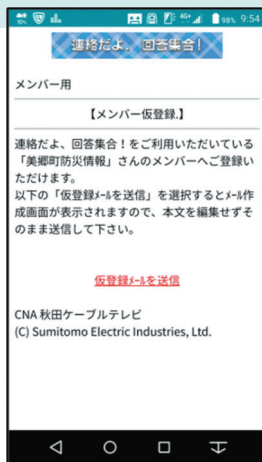 10%
4G+
98% 9:54
連絡だよ、回答集合！
メンバー用
【メンバー仮登録.】
連絡だよ、回答集合！をご利用いただいている
「美郷町防災情報」さんのメンバーへご登録い
ただけます。
以下の「仮登録ﾒｰﾙを送信」を選択するとﾒｰﾙ作
成画面が表示されますので、本文を編集せずそ
のまま送信して下さい。
仮登録ﾒｰﾙを送信
CNA 秋田ケーブルテレビ
(C) Sumitomo Electric Industries, Ltd.